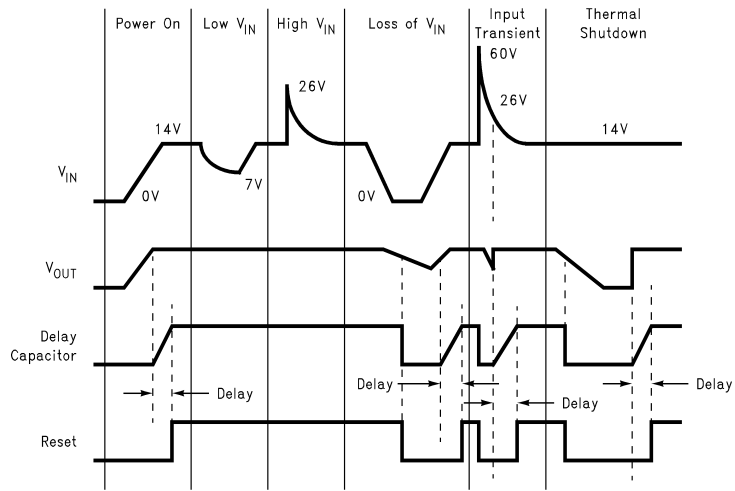 Power On
Low VIN
High VIN
Loss of VIN
Input
Transient
Thermal
Shutdown
60V
26V
26V
14V
14V
VIN
7V
0V
0V
VOUT
Delay
Capacitor
Delay
Delay
Delay
Delay
Reset